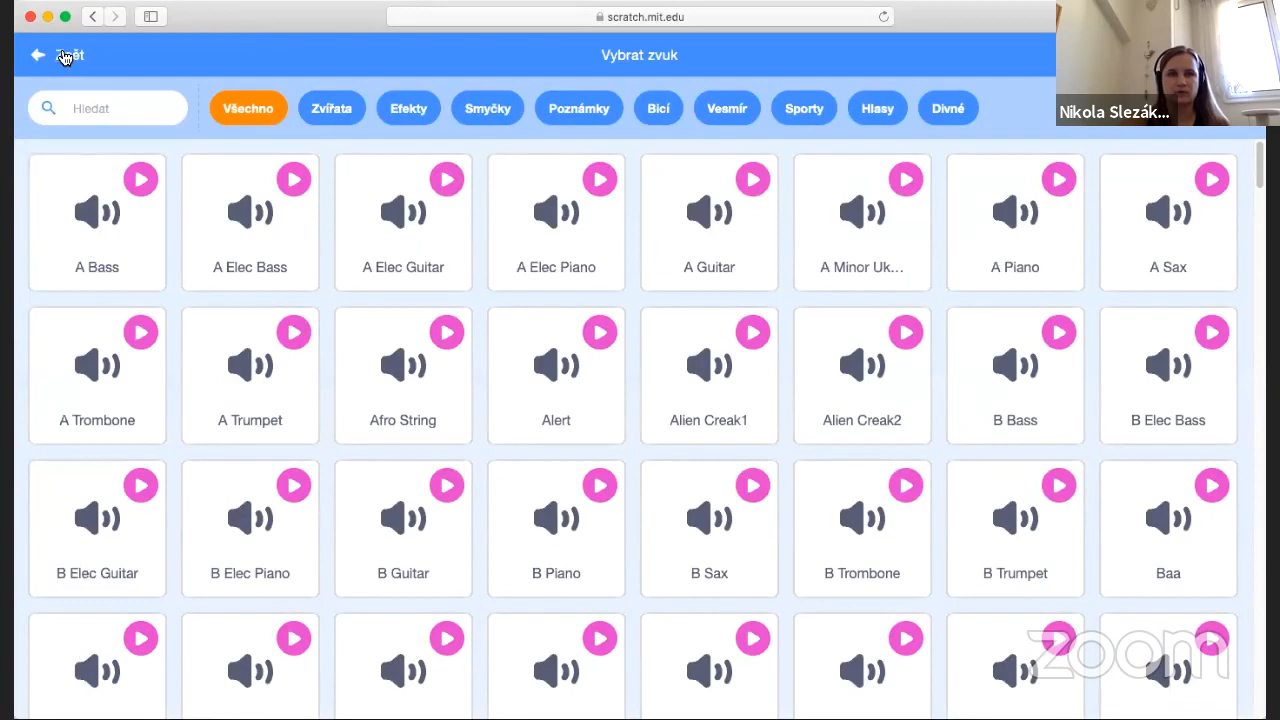 scratch.mit.edu
Zpět
Vybrat zvuk
Hledat
Všechno
Zvířata
Efekty
Smyčky
Poznámky
Bicí
Vesmír
Sporty
Hlasy
Divné
Nikola Slezák...
A Bass
A Elec Bass
A Elec Guitar
A Elec Piano
A Guitar
A Minor Uk...
A Piano
A Sax
A Trombone
A Trumpet
Afro String
Alert
Alien Creak1
Alien Creak2
B Bass
B Elec Bass
B Elec Guitar
B Elec Piano
B Guitar
B Piano
B Sax
B Trombone
B Trumpet
Baa
zoom